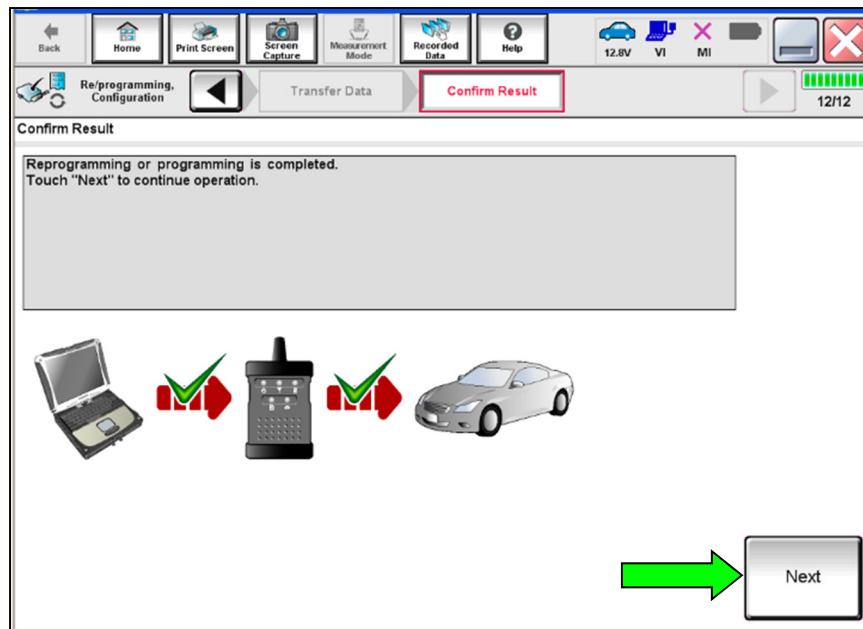 Back
Home
Print Screen
Screen
Capture
Measurement
Mode
Recorded
Data
Help
12.8V
VI
MI
Re/programming,
Configuration
Transfer Data
Confirm Result
12/12
Confirm Result
Reprogramming or programming is completed.
Touch "Next" to continue operation.
Next